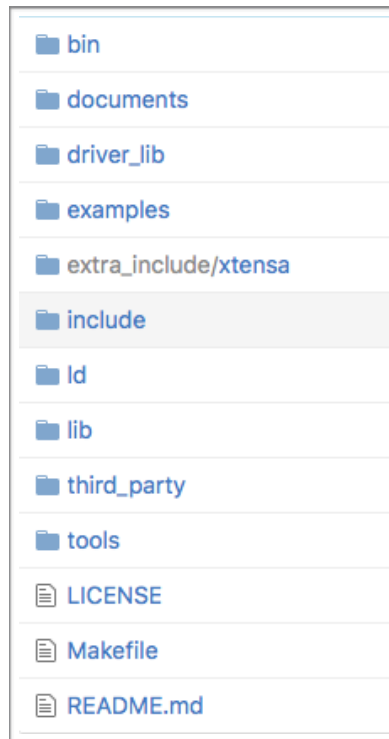 bin
documents
driver_lib
examples
extra_include/xtensa
include
ld
lib
third_party
tools
LICENSE
Makefile
README.md